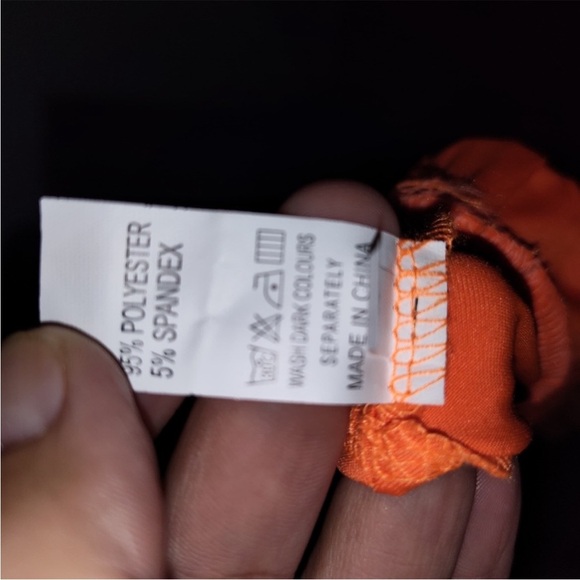 95% POLYESTER
5% SPANDEX
WASH DARK COLOURS
SEPARATELY
MADE IN CHINA